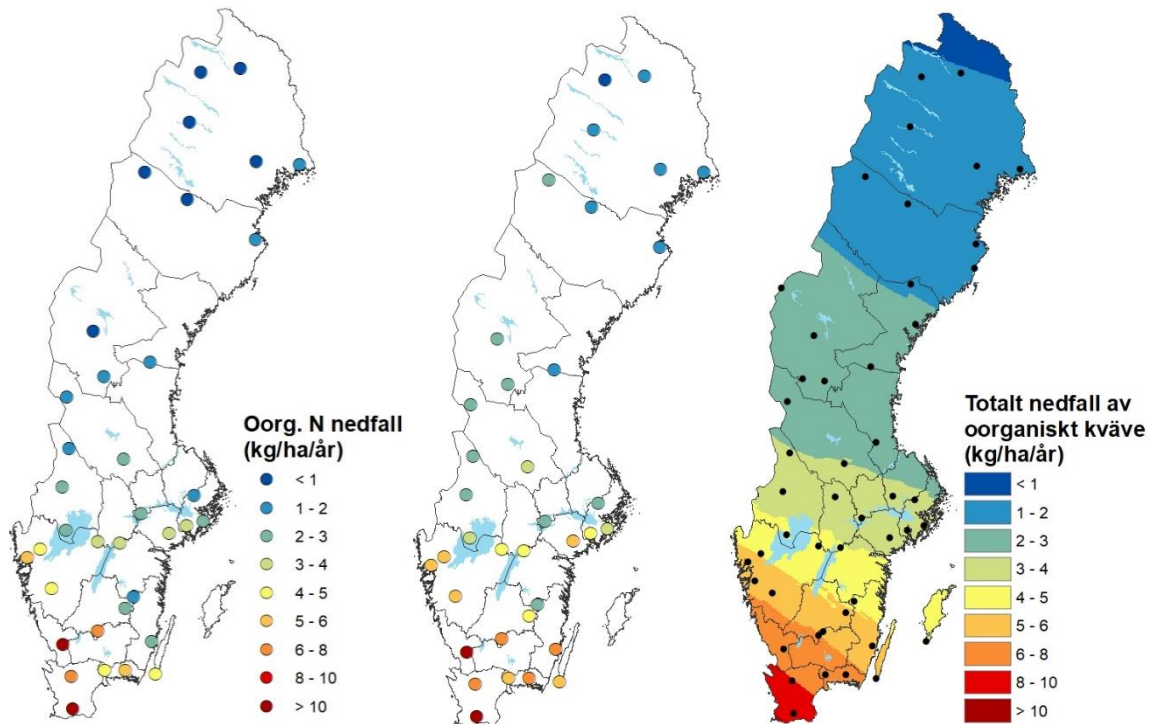 Oorg. N nedfall
(kg/ha/år)
< 1
1 - 2
2 - 3
3 - 4
4 - 5
5 - 6
6 - 8
8 - 10
> 10
Totalt nedfall av
oorganiskt kväve
(kg/ha/år)
< 1
1 - 2
2 - 3
3 - 4
4 - 5
5 - 6
6 - 8
8 - 10
> 10